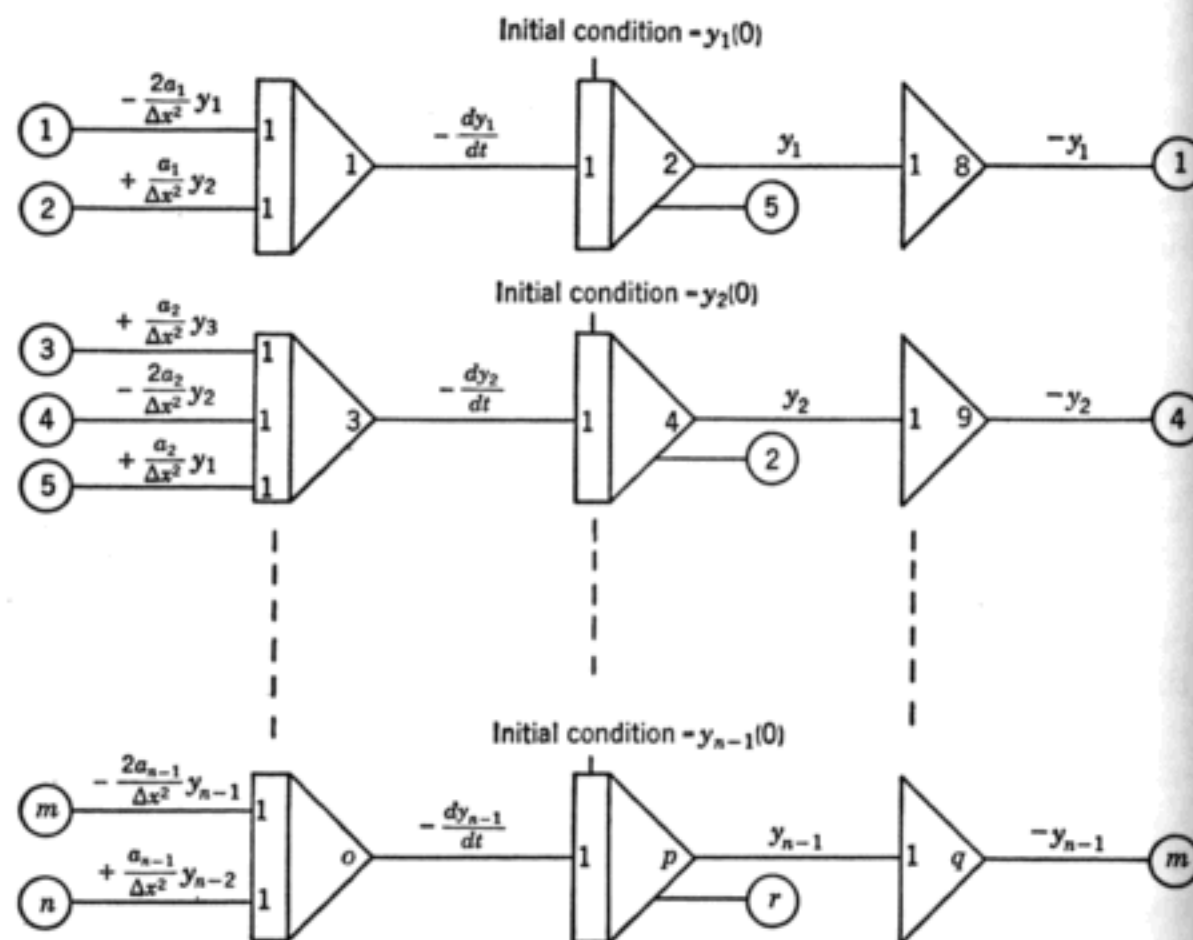 Initial condition - y₁(0)
1 - 2a₁/Δx² y₁ 1 1 - dy₁/dt 1 2 y₁ 1 8 -y₁ 1
2 + a₁/Δx² y₂ 1 5
Initial condition - y₂(0)
3 + a₂/Δx² y₃ 1
4 - 2a₂/Δx² y₂ 1 3 - dy₂/dt 1 4 y₂ 1 9 -y₂ 4
5 + a₂/Δx² y₁ 1 2
Initial condition - yₙ₋₁(0)
m - 2aₙ₋₁/Δx² yₙ₋₁ 1 o - dyₙ₋₁/dt 1 p yₙ₋₁ 1 q -yₙ₋₁ m
n + aₙ₋₁/Δx² yₙ₋₂ 1 r